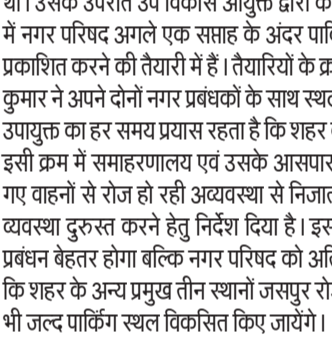 था। उसके उपरांत उप विकास आयुक्त द्वारा
में नगर परिषद अगले एक सप्ताह के अंदर
प्रकाशित करने की तैयारी में हैं। तैयारियों के
कुमार ने अपने दोनों नगर प्रबंधकों के साथ
उपायुक्त का हर समय प्रयास रहता है कि शहर
इसी क्रम में समाहरणालय एवं उसके आसपास
गए वाहनों से रोज हो रही अव्यवस्था से
व्यवस्था दुरुस्त करने हेतु निर्देश दिया है।
प्रबंधन बेहतर होगा बल्कि नगर परिषद को
कि शहर के अन्य प्रमुख तीन स्थानों जसपुर
भी जल्द पार्किंग स्थल विकसित किए जायेंगे।